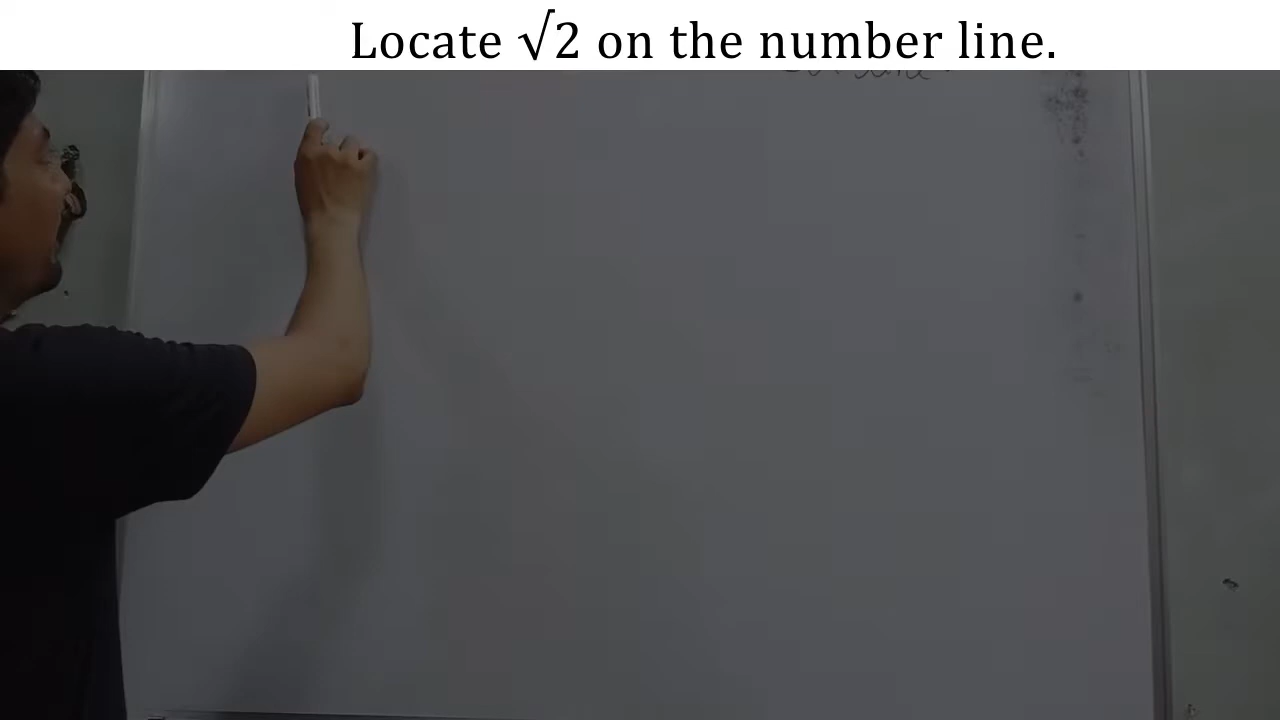 Locate √2 on the number line.